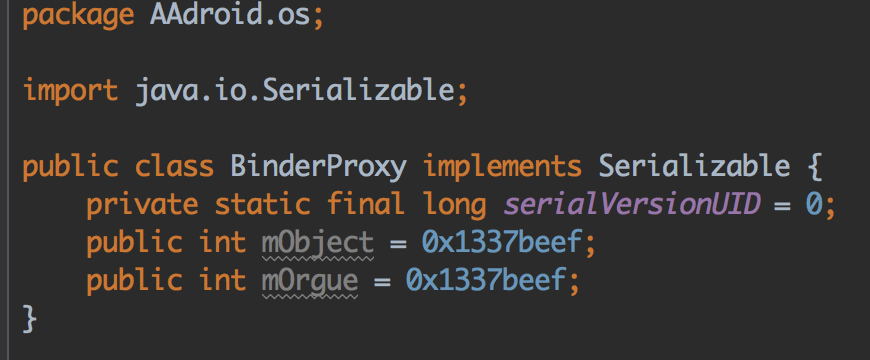 package AAdroid.os;
import java.io.Serializable;
public class BinderProxy implements Serializable {
private static final long serialVersionUID = 0;
public int mObject = 0x1337beef;
public int mOrgue = 0x1337beef;
}